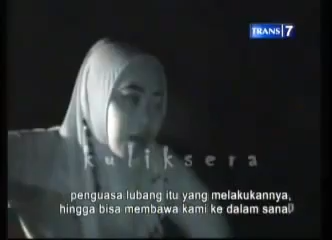 TRANS 7
kuliksera
penguasa lubang itu yang melakukannya,
hingga bisa membawa kami ke dalam sana